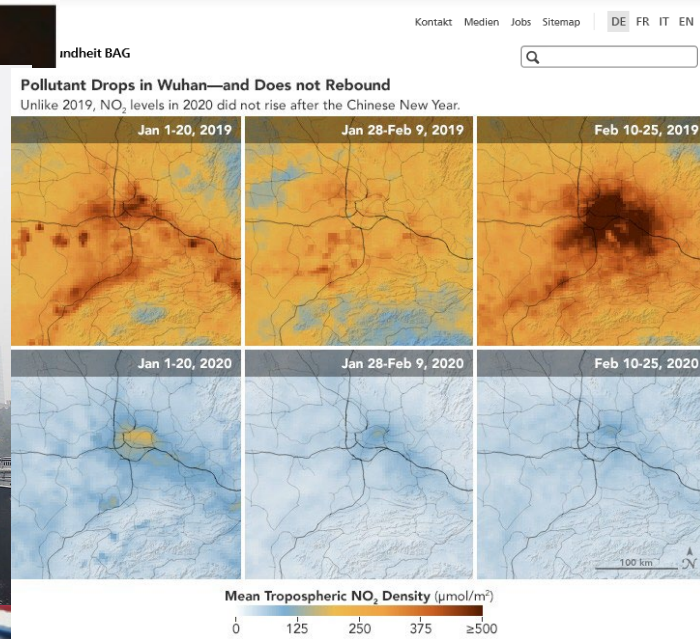 Kontakt Medien Jobs Sitemap DE FR IT EN
undheit BAG
Pollutant Drops in Wuhan—and Does not Rebound
Unlike 2019, NO₂ levels in 2020 did not rise after the Chinese New Year.
Jan 1-20, 2019 Jan 28-Feb 9, 2019 Feb 10-25, 2019
Jan 1-20, 2020 Jan 28-Feb 9, 2020 Feb 10-25, 2020
100 km N
Mean Tropospheric NO₂ Density (µmol/m²)
0 125 250 375 ≥500